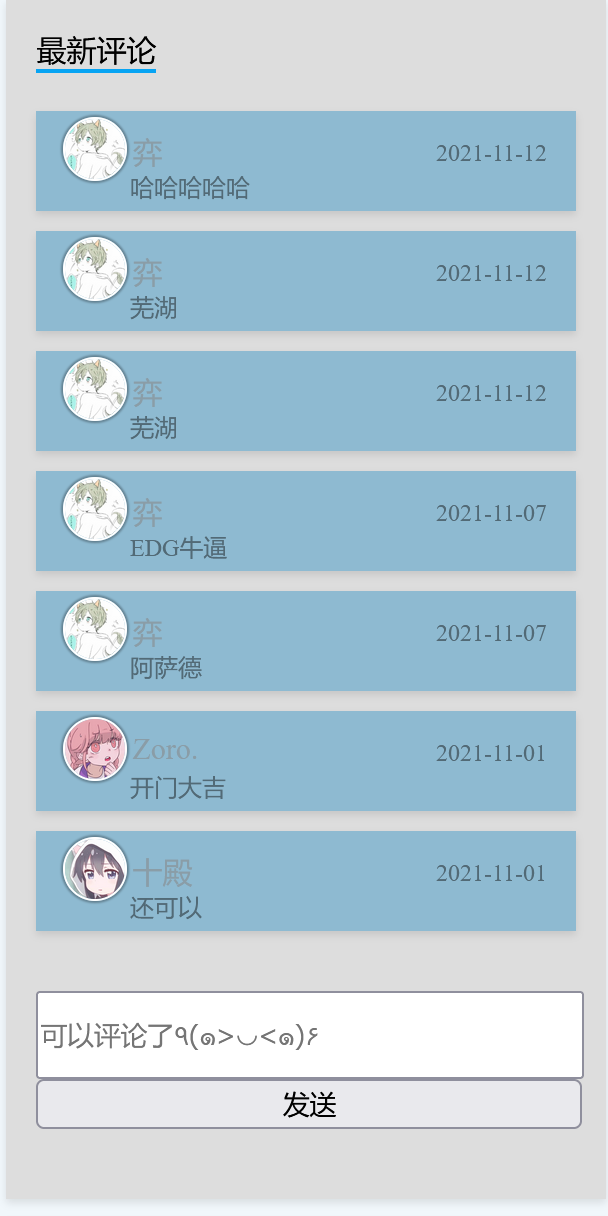 最新评论
弈
2021-11-12
哈哈哈哈哈
弈
2021-11-12
芜湖
弈
2021-11-12
芜湖
弈
2021-11-07
EDG牛逼
弈
2021-11-07
阿萨德
Zoro.
2021-11-01
开门大吉
十殿
2021-11-01
还可以
可以评论了٩(๑>◡<๑)۶
发送